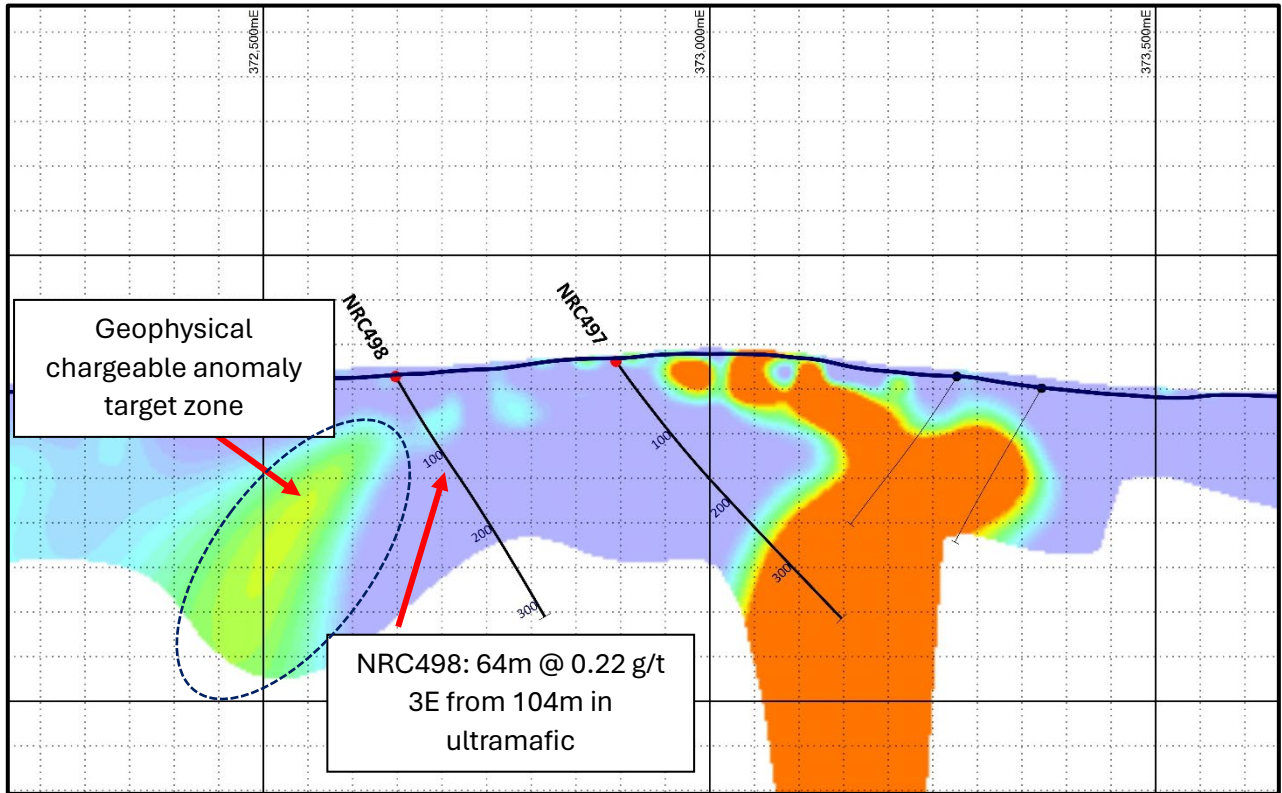 372,500mE
373,000mE
373,500mE
Geophysical
chargeable anomaly
target zone
NRC498
NRC497
100
200
300
100
200
300
NRC498: 64m @ 0.22 g/t
3E from 104m in
ultramafic